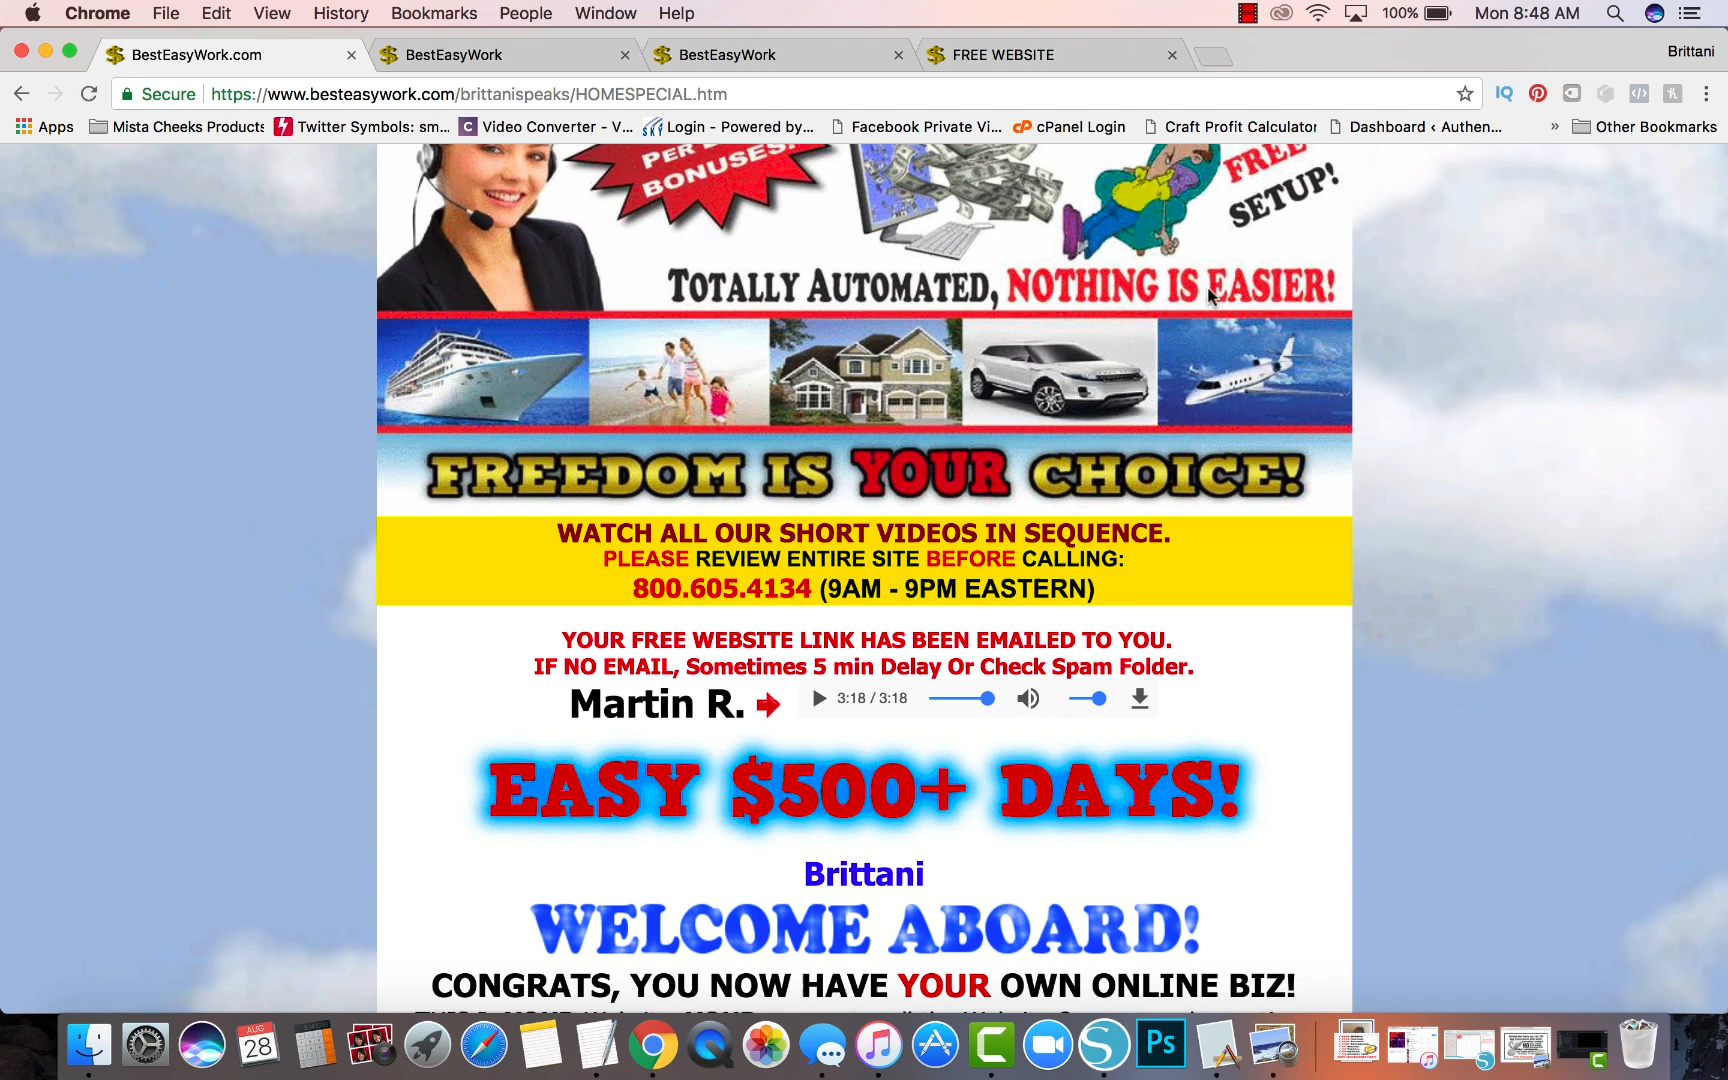 Chrome File Edit View History Bookmarks People Window Help 100% Mon 8:48 AM
BestEasyWork.com BestEasyWork BestEasyWork FREE WEBSITE Brittani
Secure https://www.besteasywork.com/brittanispeaks/HOMESPECIAL.htm IQ
Apps Mista Cheeks Products Twitter Symbols: sm... Video Converter - V... Login - Powered by... Facebook Private Vi... cPanel Login Craft Profit Calculator Dashboard ‹ Authen... » Other Bookmarks
PER
BONUSES!
FREE
SETUP!
TOTALLY AUTOMATED, NOTHING IS EASIER!
FREEDOM IS YOUR CHOICE!
WATCH ALL OUR SHORT VIDEOS IN SEQUENCE.
PLEASE REVIEW ENTIRE SITE BEFORE CALLING:
800.605.4134 (9AM - 9PM EASTERN)
YOUR FREE WEBSITE LINK HAS BEEN EMAILED TO YOU.
IF NO EMAIL, Sometimes 5 min Delay Or Check Spam Folder.
Martin R. 3:18 / 3:18
EASY $500+ DAYS!
Brittani
WELCOME ABOARD!
CONGRATS, YOU NOW HAVE YOUR OWN ONLINE BIZ!
AUG
28
Ps